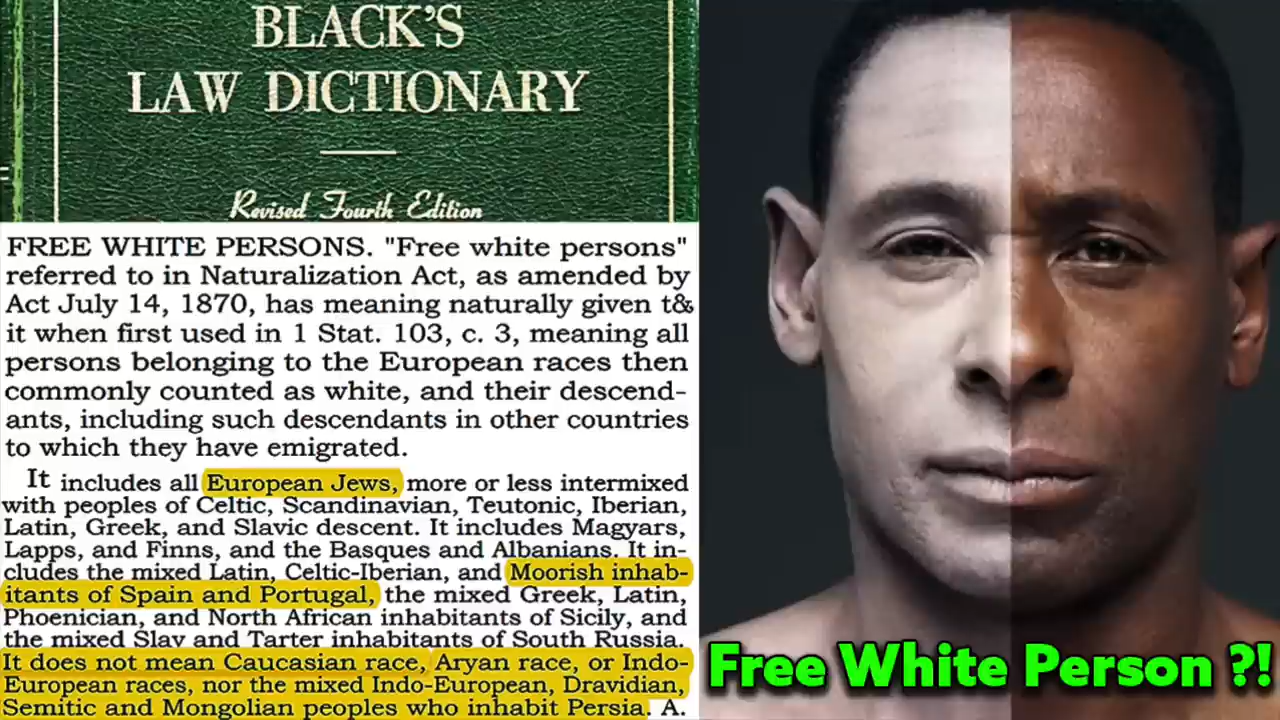 BLACK'S
LAW DICTIONARY
Revised Fourth Edition
FREE WHITE PERSONS. "Free white persons"
referred to in Naturalization Act, as amended by
Act July 14, 1870, has meaning naturally given t&
it when first used in 1 Stat. 103, c. 3, meaning all
persons belonging to the European races then
commonly counted as white, and their descend-
ants, including such descendants in other countries
to which they have emigrated.
It includes all European Jews, more or less intermixed
with peoples of Celtic, Scandinavian, Teutonic, Iberian,
Latin, Greek, and Slavic descent. It includes Magyars,
Lapps, and Finns, and the Basques and Albanians. It in-
cludes the mixed Latin, Celtic-Iberian, and Moorish inhab-
itants of Spain and Portugal, the mixed Greek, Latin,
Phoenician, and North African inhabitants of Sicily, and
the mixed Slav and Tarter inhabitants of South Russia.
It does not mean Caucasian race, Aryan race, or Indo-
European races, nor the mixed Indo-European, Dravidian,
Semitic and Mongolian peoples who inhabit Persia. A.
Free White Person ?!